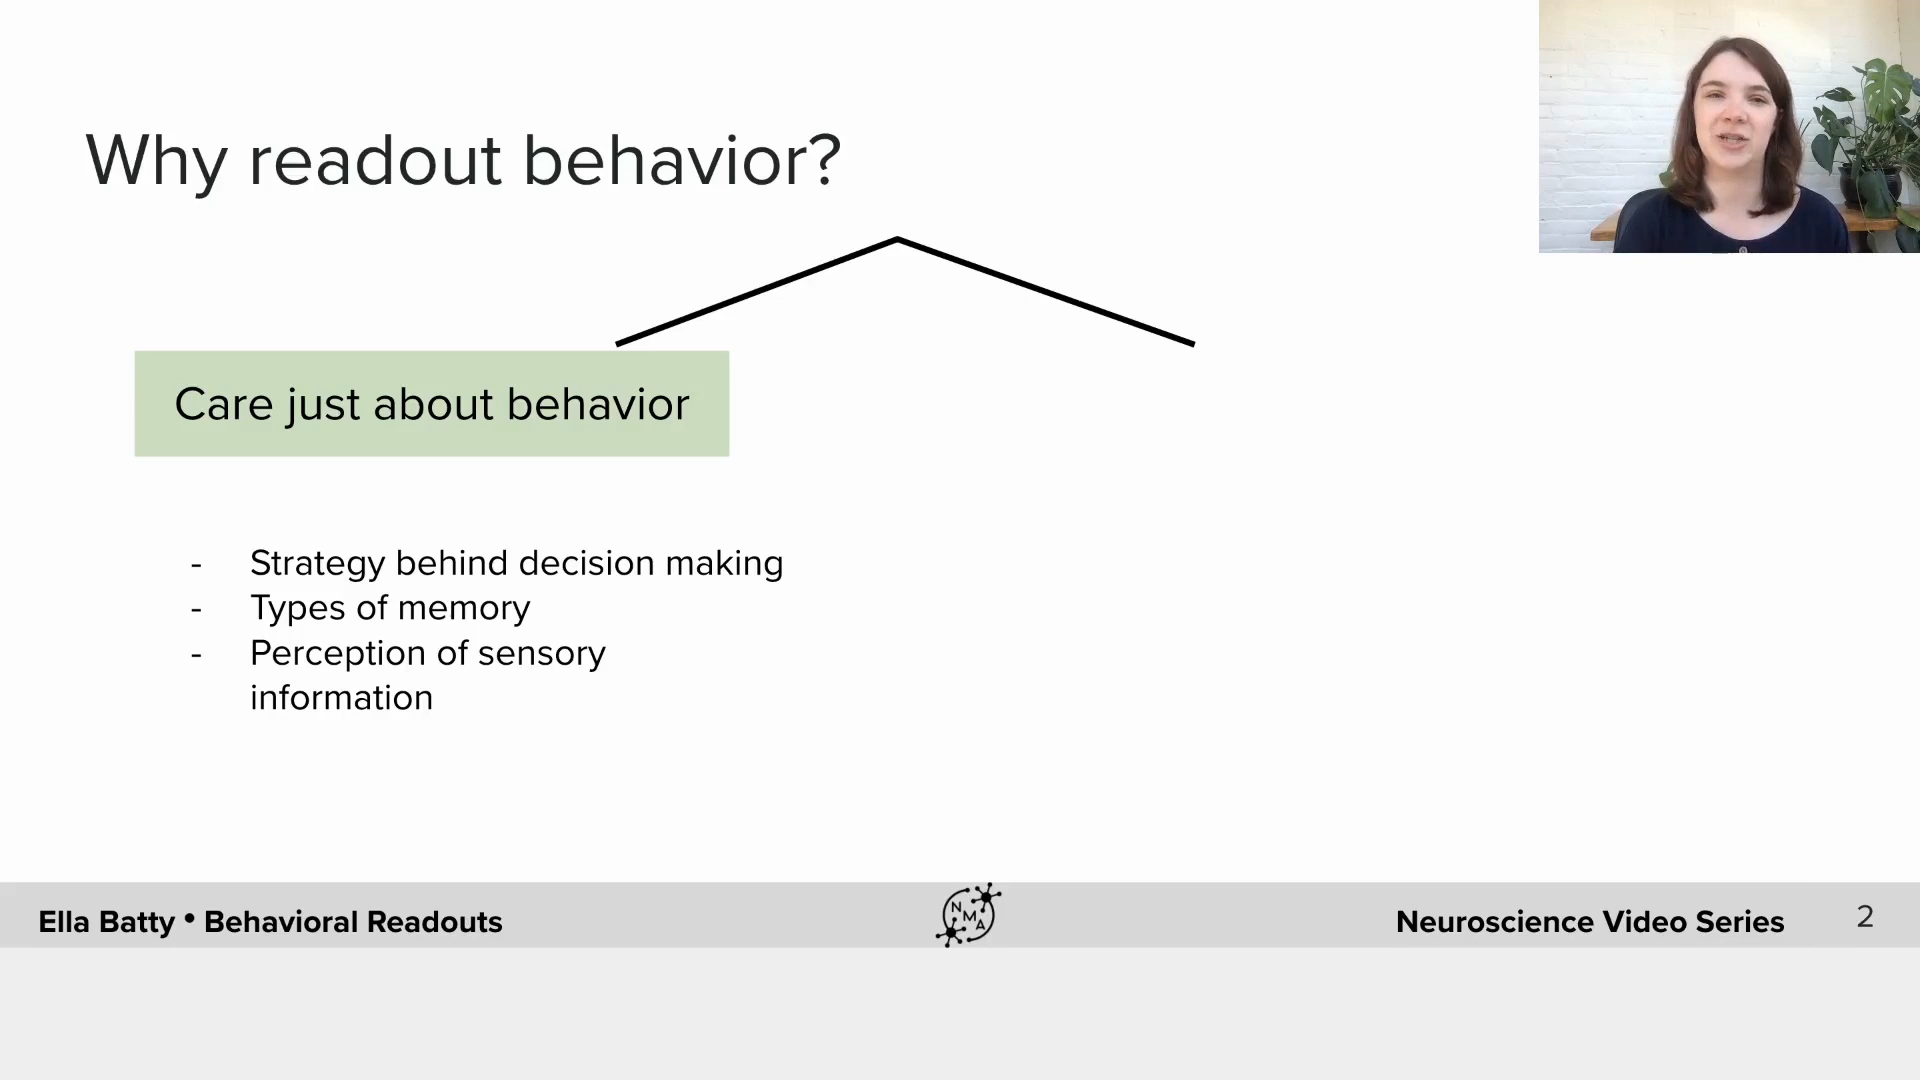 Why readout behavior?
Care just about behavior
- Strategy behind decision making
- Types of memory
- Perception of sensory
information
Ella Batty • Behavioral Readouts
N
M
A
Neuroscience Video Series
2